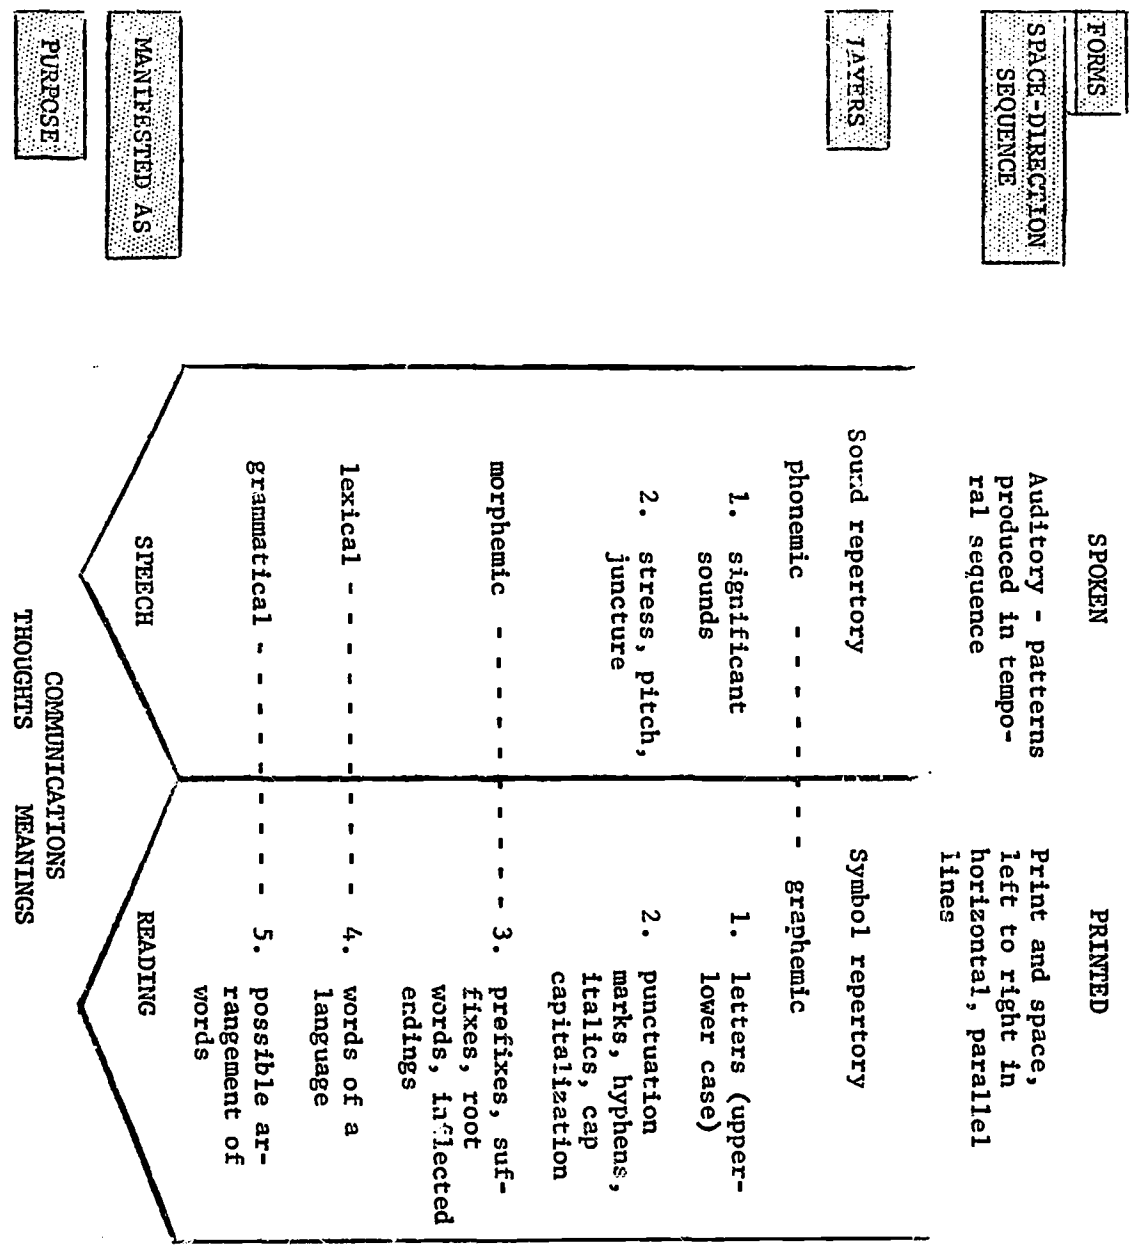 FORMS
SPOKEN
PRINTED
SPACE-DIRECTION
SEQUENCE
Auditory - patterns
produced in tempo-
ral sequence
Print and space,
left to right in
horizontal, parallel
lines
LAYERS
Sound repertory
Symbol repertory
phonemic - - - - - - - - graphemic
1. significant
sounds
1. letters (upper-
lower case)
2. stress, pitch,
juncture
2. punctuation
marks, hyphens,
italics, cap
capitalization
morphemic - - - - - - - - - - 3. prefixes, suf-
fixes, root
words, inflected
endings
lexical - - - - - - - - - - - 4. words of a
language
grammatical - - - - - - - - - 5. possible ar-
rangement of
words
MANIFESTED AS
SPEECH
READING
PURPOSE
COMMUNICATIONS
THOUGHTS MEANINGS